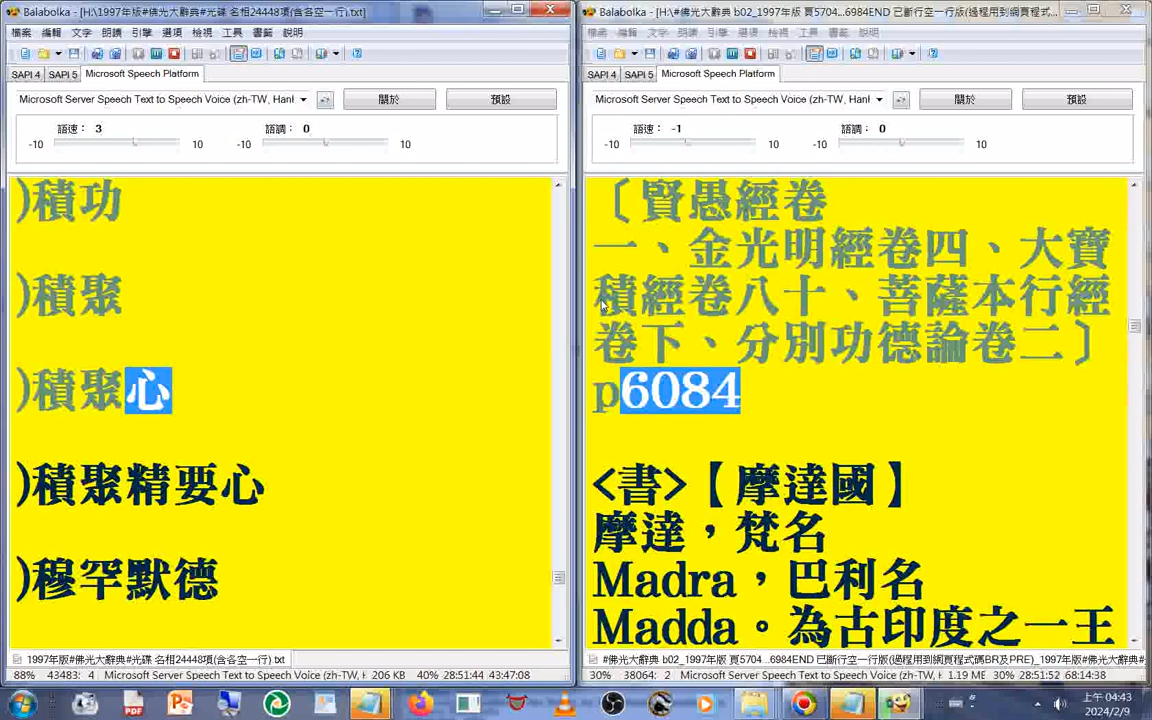 Balabolka - [H:\1997年版#佛光大辭典#光碟 名相24448項(含各空一行).txt]
檔案 編輯 文字 朗讀 引擎 選項 檢視 工具 書籤 說明
SAPI 4 SAPI 5 Microsoft Speech Platform
Microsoft Server Speech Text to Speech Voice (zh-TW, Hanl
關於 預設
語速： 3 語調： 0
-10 10 -10 10
)積功
)積聚
)積聚心
)積聚精要心
)穆罕默德
1997年版#佛光大辭典#光碟 名相24448項(含各空一行).txt
88% 43483: 4 Microsoft Server Speech Text to Speech Voice (zh-TW, 206 KB 40% 28:51:44 43:47:08
Balabolka - [H:\#佛光大辭典 b02_1997年版 頁5704...6984END 已斷行空一行版(過程用到網頁程式...
檔案 編輯 文字 朗讀 引擎 選項 檢視 工具 書籤 說明
SAPI 4 SAPI 5 Microsoft Speech Platform
Microsoft Server Speech Text to Speech Voice (zh-TW, Hanl
關於 預設
語速： -1 語調： 0
-10 10 -10 10
〔賢愚經卷
一、金光明經卷四、大寶
積經卷八十、菩薩本行經
卷下、分別功德論卷二〕
p6084
<書>【摩達國】
摩達，梵名
Madra，巴利名
Madda。為古印度之一王
#佛光大辭典 b02_1997年版 頁5704...6984END 已斷行空一行版(過程用到網頁程式碼BR及PRE)_1997年版#佛光大辭典#
30% 38064: 2 Microsoft Server Speech Text to Speech Voice (zh-TW, 1.19 ME 30% 28:51:52 68:14:38
上午 04:43
2024/2/9